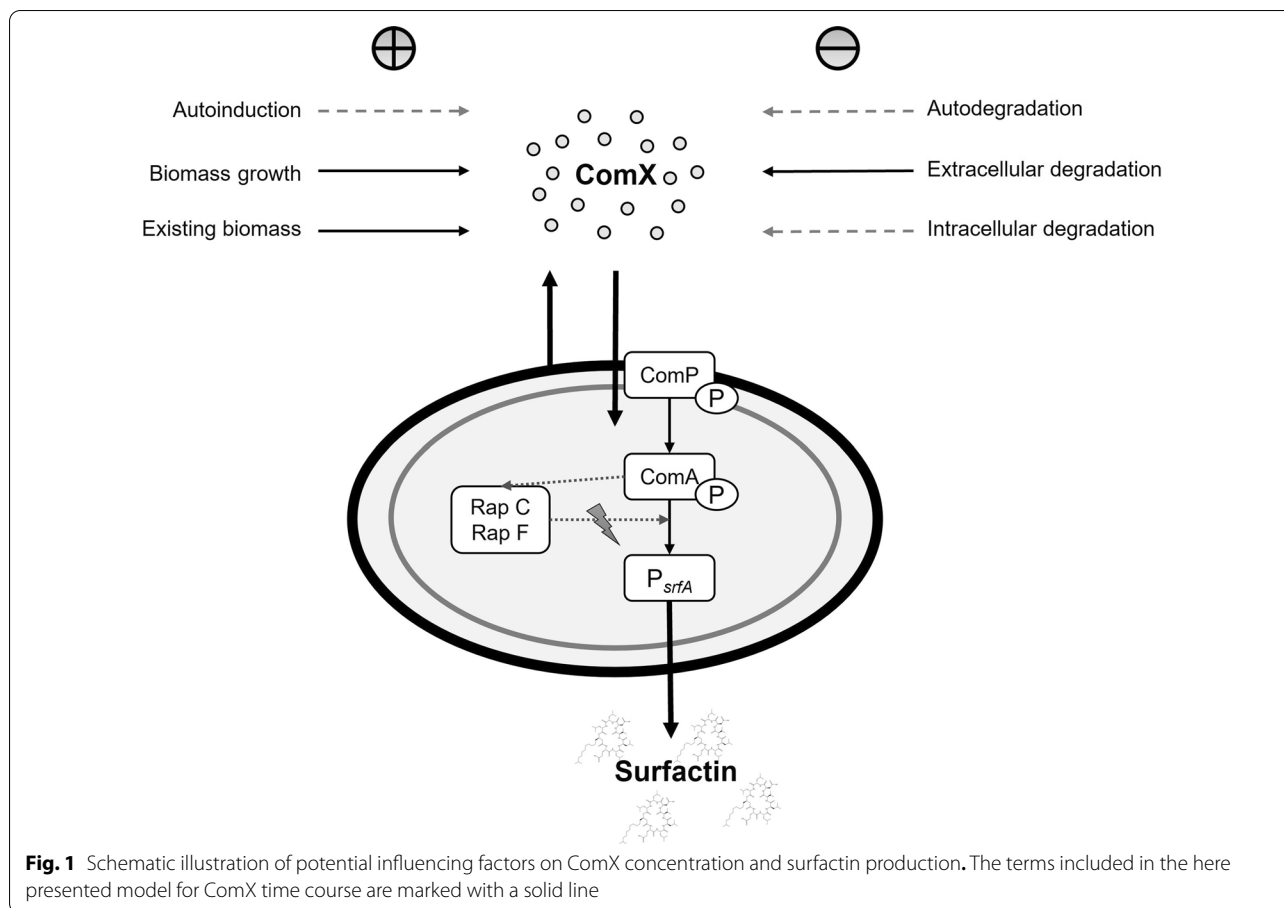 Autoinduction
Autodegradation
Biomass growth
ComX
Extracellular degradation
Existing biomass
Intracellular degradation
ComP
P
ComA
P
Rap C
Rap F
PsrfA
Surfactin
Fig. 1 Schematic illustration of potential influencing factors on ComX concentration and surfactin production. The terms included in the here
presented model for ComX time course are marked with a solid line